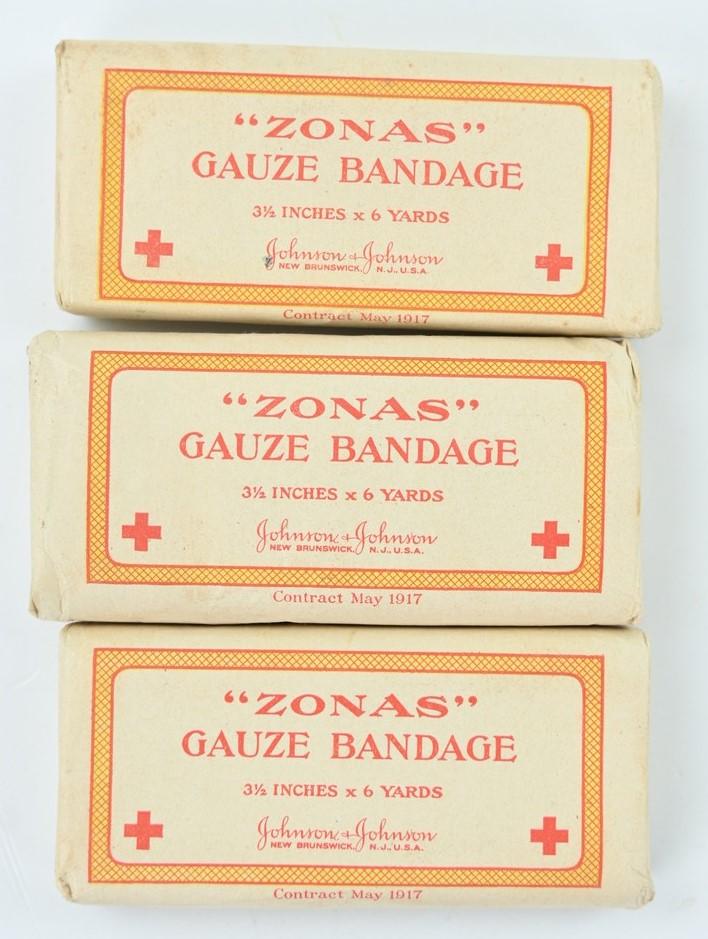 “ZONAS”
GAUZE BANDAGE
3½ INCHES x 6 YARDS
Johnson & Johnson
NEW BRUNSWICK, N.J., U.S.A.
Contract May 1917
“ZONAS”
GAUZE BANDAGE
3½ INCHES x 6 YARDS
Johnson & Johnson
NEW BRUNSWICK, N.J., U.S.A.
Contract May 1917
“ZONAS”
GAUZE BANDAGE
3½ INCHES x 6 YARDS
Johnson & Johnson
NEW BRUNSWICK, N.J., U.S.A.
Contract May 1917